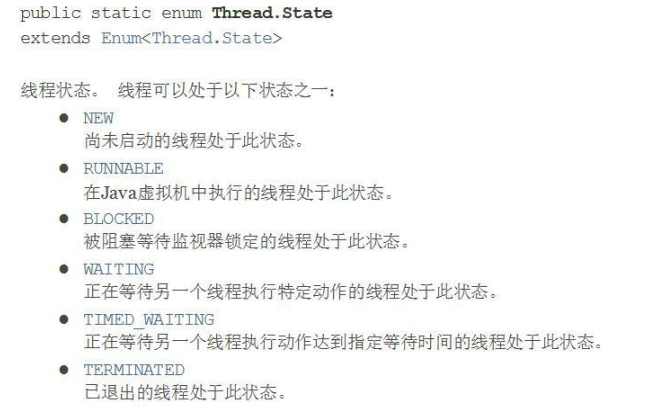 public static enum Thread.State
extends Enum<Thread.State>
线程状态。 线程可以处于以下状态之一：
● NEW
尚未启动的线程处于此状态。
● RUNNABLE
在Java虚拟机中执行的线程处于此状态。
● BLOCKED
被阻塞等待监视器锁定的线程处于此状态。
● WAITING
正在等待另一个线程执行特定动作的线程处于此状态。
● TIMED_WAITING
正在等待另一个线程执行动作达到指定等待时间的线程处于此状态。
● TERMINATED
已退出的线程处于此状态。